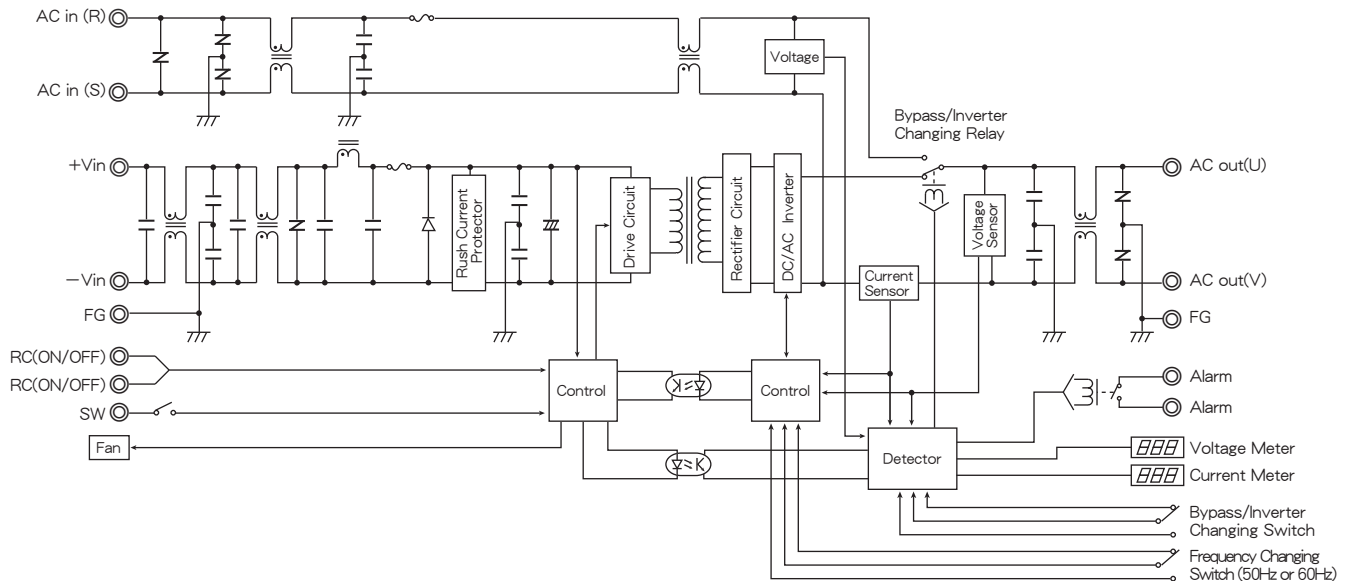 AC in (R)
AC in (S)
Voltage
Bypass/Inverter
Changing Relay
+Vin
−Vin
FG
Rush Current
Protector
Drive Circuit
Rectifier Circuit
DC/AC Inverter
Current
Sensor
Voltage
Sensor
AC out(U)
AC out(V)
FG
RC(ON/OFF)
RC(ON/OFF)
SW
Fan
Control
Control
Detector
Alarm
Alarm
Voltage Meter
Current Meter
Bypass/Inverter
Changing Switch
Frequency Changing
Switch (50Hz or 60Hz)